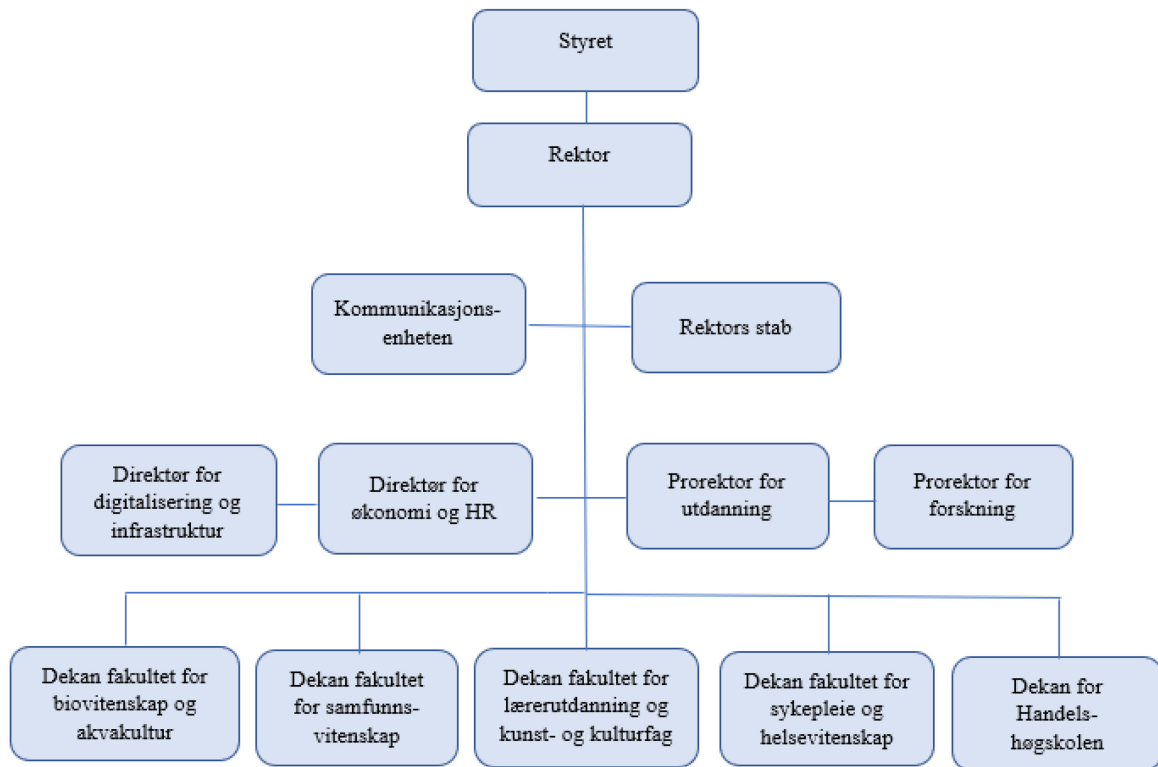 Styret
Rektor
Kommunikasjons-
enheten
Rektors stab
Direktør for
digitalisering og
infrastruktur
Direktør for
økonomi og HR
Prorektor for
utdanning
Prorektor for
forskning
Dekan fakultet for
biovitenskap og
akvakultur
Dekan fakultet
for samfunns-
vitenskap
Dekan fakultet for
lærerutdanning og
kunst- og kulturfag
Dekan fakultet for
sykepleie og
helsevitenskap
Dekan for
Handels-
høgskolen